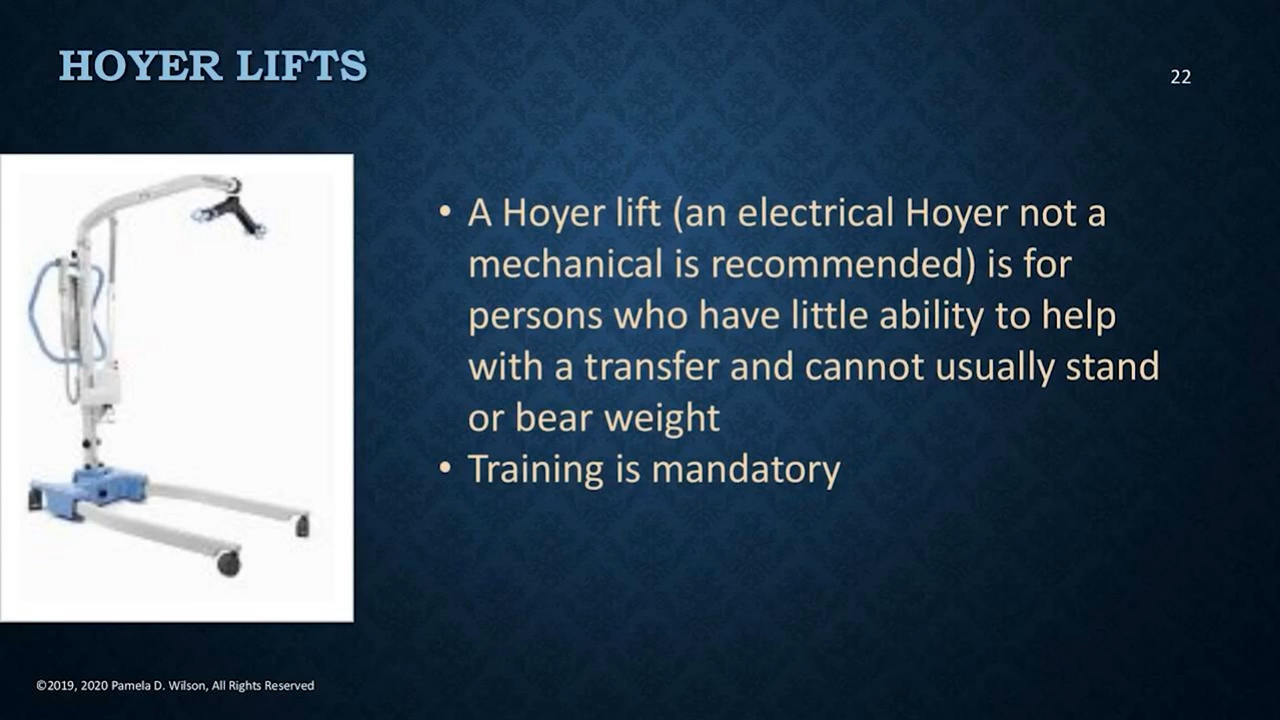 HOYER LIFTS
22
• A Hoyer lift (an electrical Hoyer not a
mechanical is recommended) is for
persons who have little ability to help
with a transfer and cannot usually stand
or bear weight
• Training is mandatory
©2019, 2020 Pamela D. Wilson, All Rights Reserved